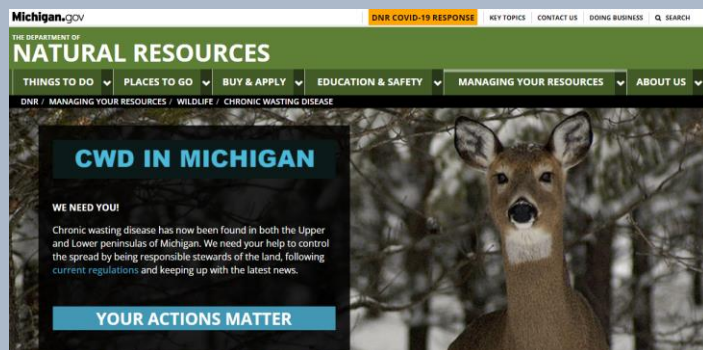 Michigan.gov
DNR COVID-19 RESPONSE KEY TOPICS CONTACT US DOING BUSINESS SEARCH
THE DEPARTMENT OF
NATURAL RESOURCES
THINGS TO DO PLACES TO GO BUY & APPLY EDUCATION & SAFETY MANAGING YOUR RESOURCES ABOUT US
DNR / MANAGING YOUR RESOURCES / WILDLIFE / CHRONIC WASTING DISEASE
CWD IN MICHIGAN
WE NEED YOU!
Chronic wasting disease has now been found in both the Upper
and Lower peninsulas of Michigan. We need your help to control
the spread by being responsible stewards of the land, following
current regulations and keeping up with the latest news.
YOUR ACTIONS MATTER